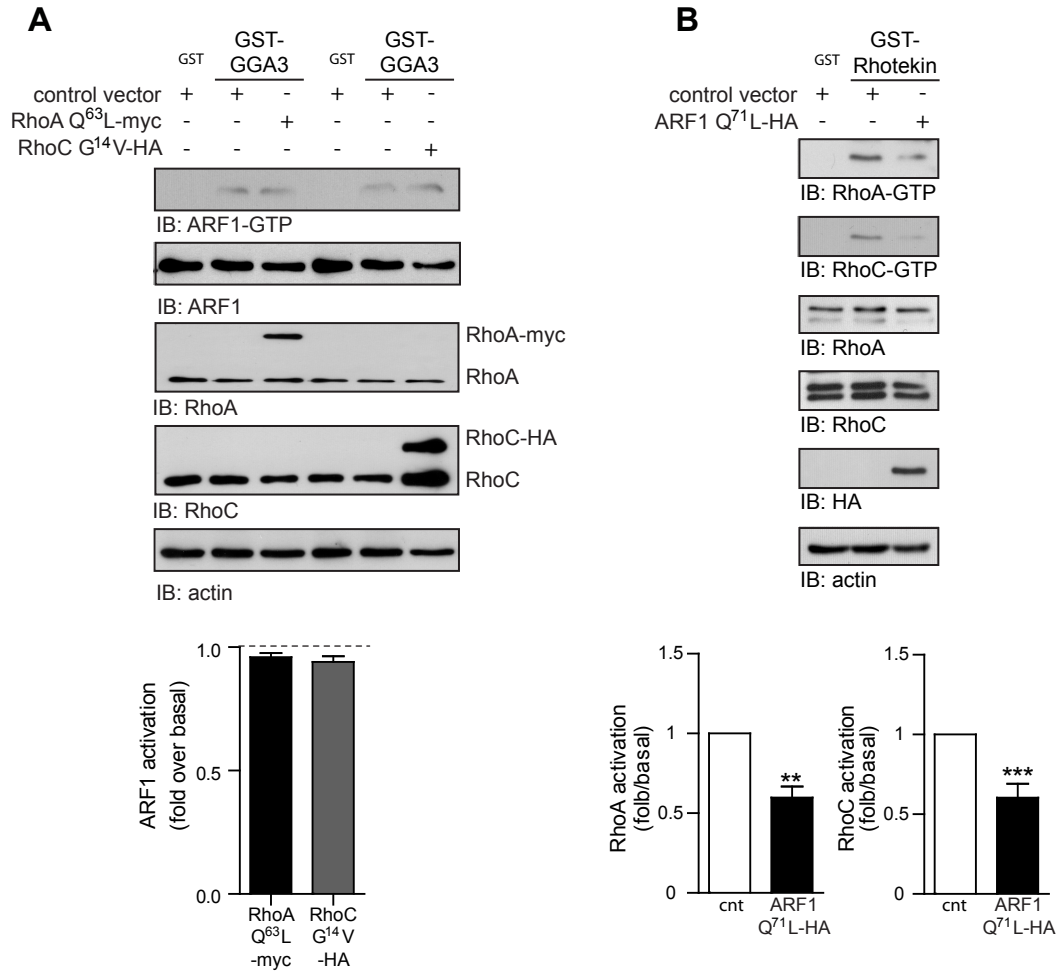 A
GST GST-GGA3 GST GST-GGA3
control vector + + - + + -
RhoA Q⁶³L-myc - - + - - -
RhoC G¹⁴V-HA - - - - - +
IB: ARF1-GTP
IB: ARF1
RhoA-myc
RhoA
IB: RhoA
RhoC-HA
RhoC
IB: RhoC
IB: actin
ARF1 activation
(fold over basal)
1.0
0.5
0.0
RhoA
Q⁶³L
-myc
RhoC
G¹⁴V
-HA
B
GST GST-Rhotekin
control vector + + -
ARF1 Q⁷¹L-HA - - +
IB: RhoA-GTP
IB: RhoC-GTP
IB: RhoA
IB: RhoC
IB: HA
IB: actin
RhoA activation
(folb/basal)
1.5
1
0.5
0
**
cnt
ARF1
Q⁷¹L-HA
RhoC activation
(folb/basal)
1.5
1
0.5
0
***
cnt
ARF1
Q⁷¹L-HA